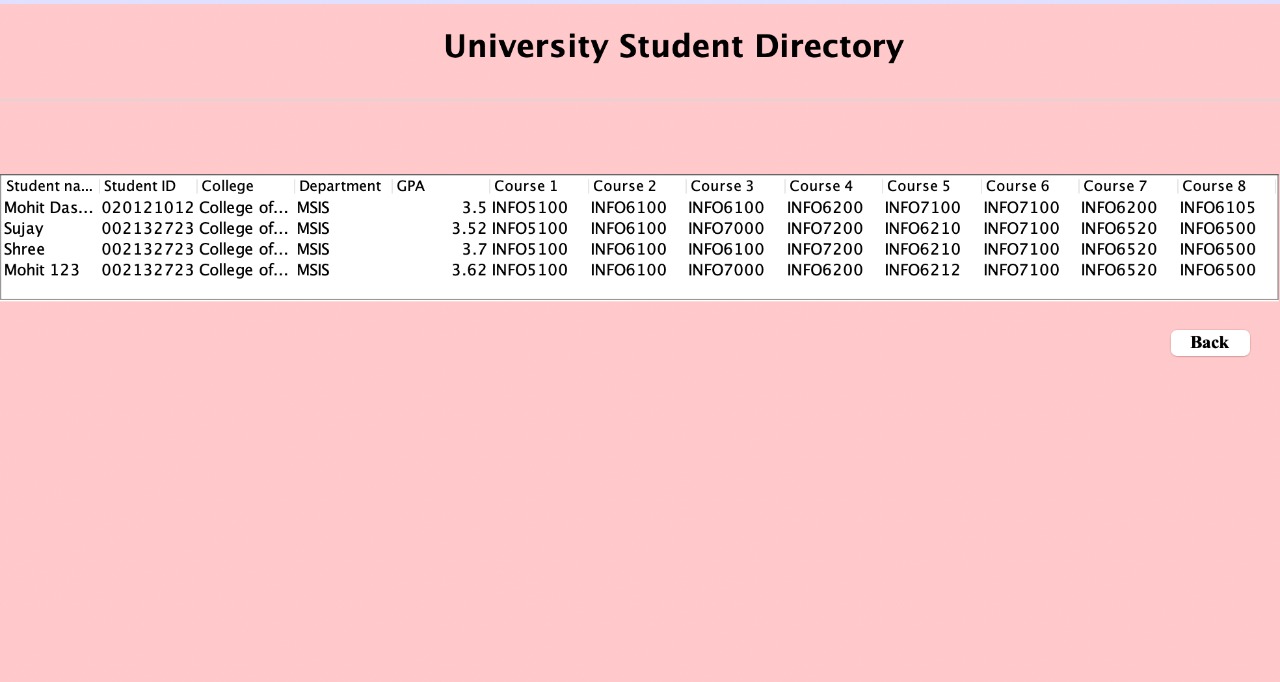 University Student Directory
Student na... Student ID College Department GPA Course 1 Course 2 Course 3 Course 4 Course 5 Course 6 Course 7 Course 8
Mohit Das... 020121012 College of... MSIS 3.5 INFO5100 INFO6100 INFO6100 INFO6200 INFO7100 INFO7100 INFO6200 INFO6105
Sujay 002132723 College of... MSIS 3.52 INFO5100 INFO6100 INFO7000 INFO7200 INFO6210 INFO7100 INFO6520 INFO6500
Shree 002132723 College of... MSIS 3.7 INFO5100 INFO6100 INFO6100 INFO7200 INFO6210 INFO7100 INFO6520 INFO6500
Mohit 123 002132723 College of... MSIS 3.62 INFO5100 INFO6100 INFO7000 INFO6200 INFO6212 INFO7100 INFO6520 INFO6500
Back